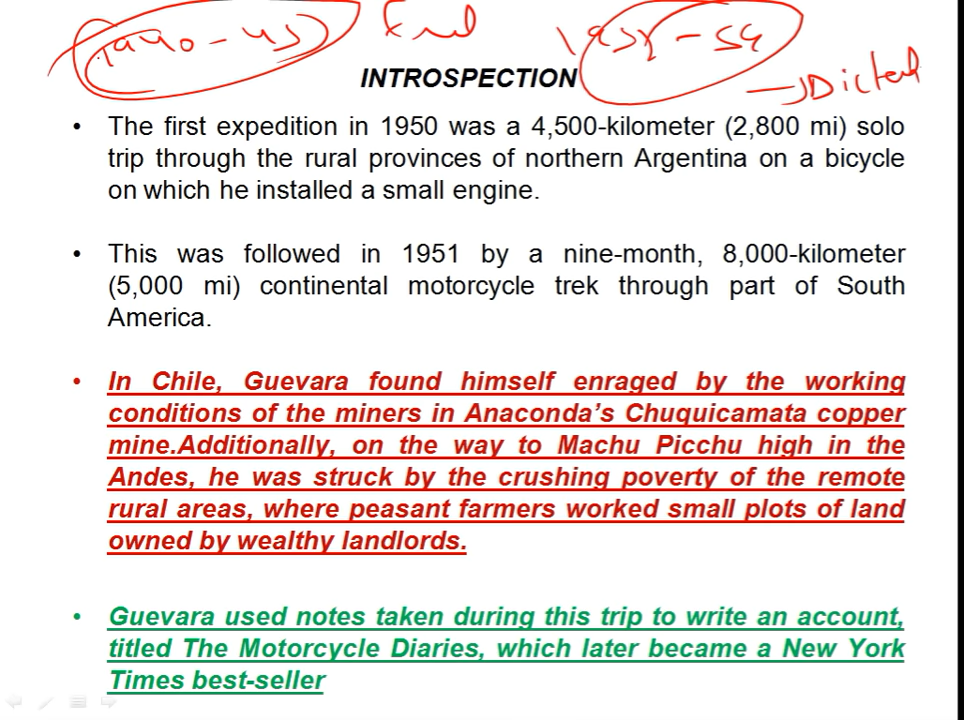 1940-45
End
INTROSPECTION
• The first expedition in 1950 was a 4,500-kilometer (2,800 mi) solo
trip through the rural provinces of northern Argentina on a bicycle
on which he installed a small engine.
• This was followed in 1951 by a nine-month, 8,000-kilometer
(5,000 mi) continental motorcycle trek through part of South
America.
• In Chile, Guevara found himself enraged by the working
conditions of the miners in Anaconda’s Chuquicamata copper
mine.Additionally, on the way to Machu Picchu high in the
Andes, he was struck by the crushing poverty of the remote
rural areas, where peasant farmers worked small plots of land
owned by wealthy landlords.
• Guevara used notes taken during this trip to write an account,
titled The Motorcycle Diaries, which later became a New York
Times best-seller